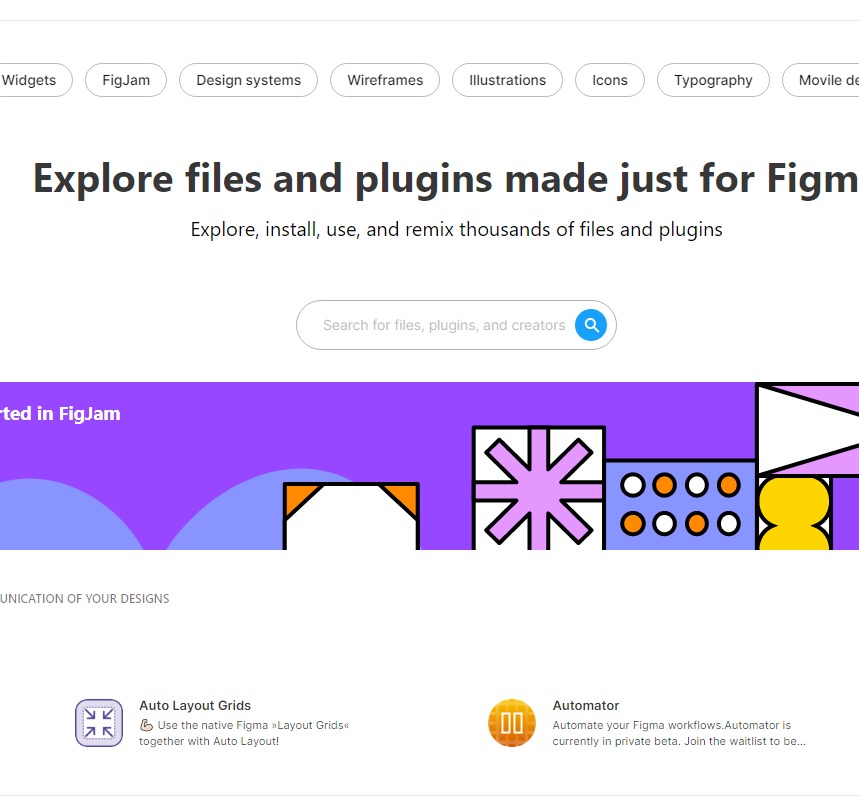 Widgets
FigJam
Design systems
Wireframes
Illustrations
Icons
Typography
Movile de
Explore files and plugins made just for Figm
Explore, install, use, and remix thousands of files and plugins
Search for files, plugins, and creators
rted in FigJam
UNICATION OF YOUR DESIGNS
Auto Layout Grids
💪🏻 Use the native Figma »Layout Grids«
together with Auto Layout!
Automator
Automate your Figma workflows.Automator is
currently in private beta. Join the waitlist to be...